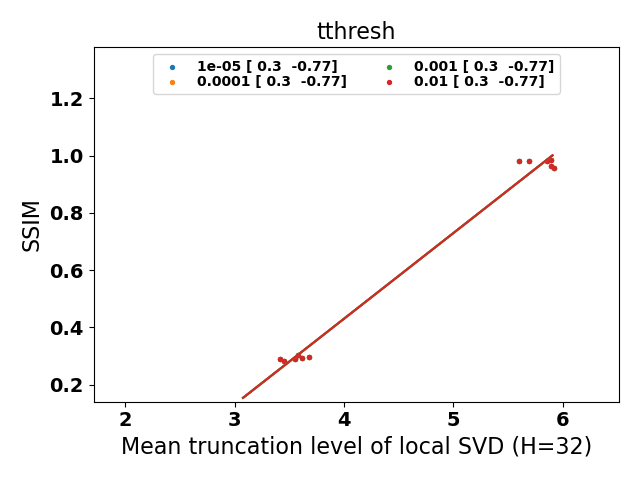 tthresh
1e-05 [ 0.3  -0.77]
0.0001 [ 0.3  -0.77]
0.001 [ 0.3  -0.77]
0.01 [ 0.3  -0.77]
SSIM
1.2
1.0
0.8
0.6
0.4
0.2
2 3 4 5 6
Mean truncation level of local SVD (H=32)